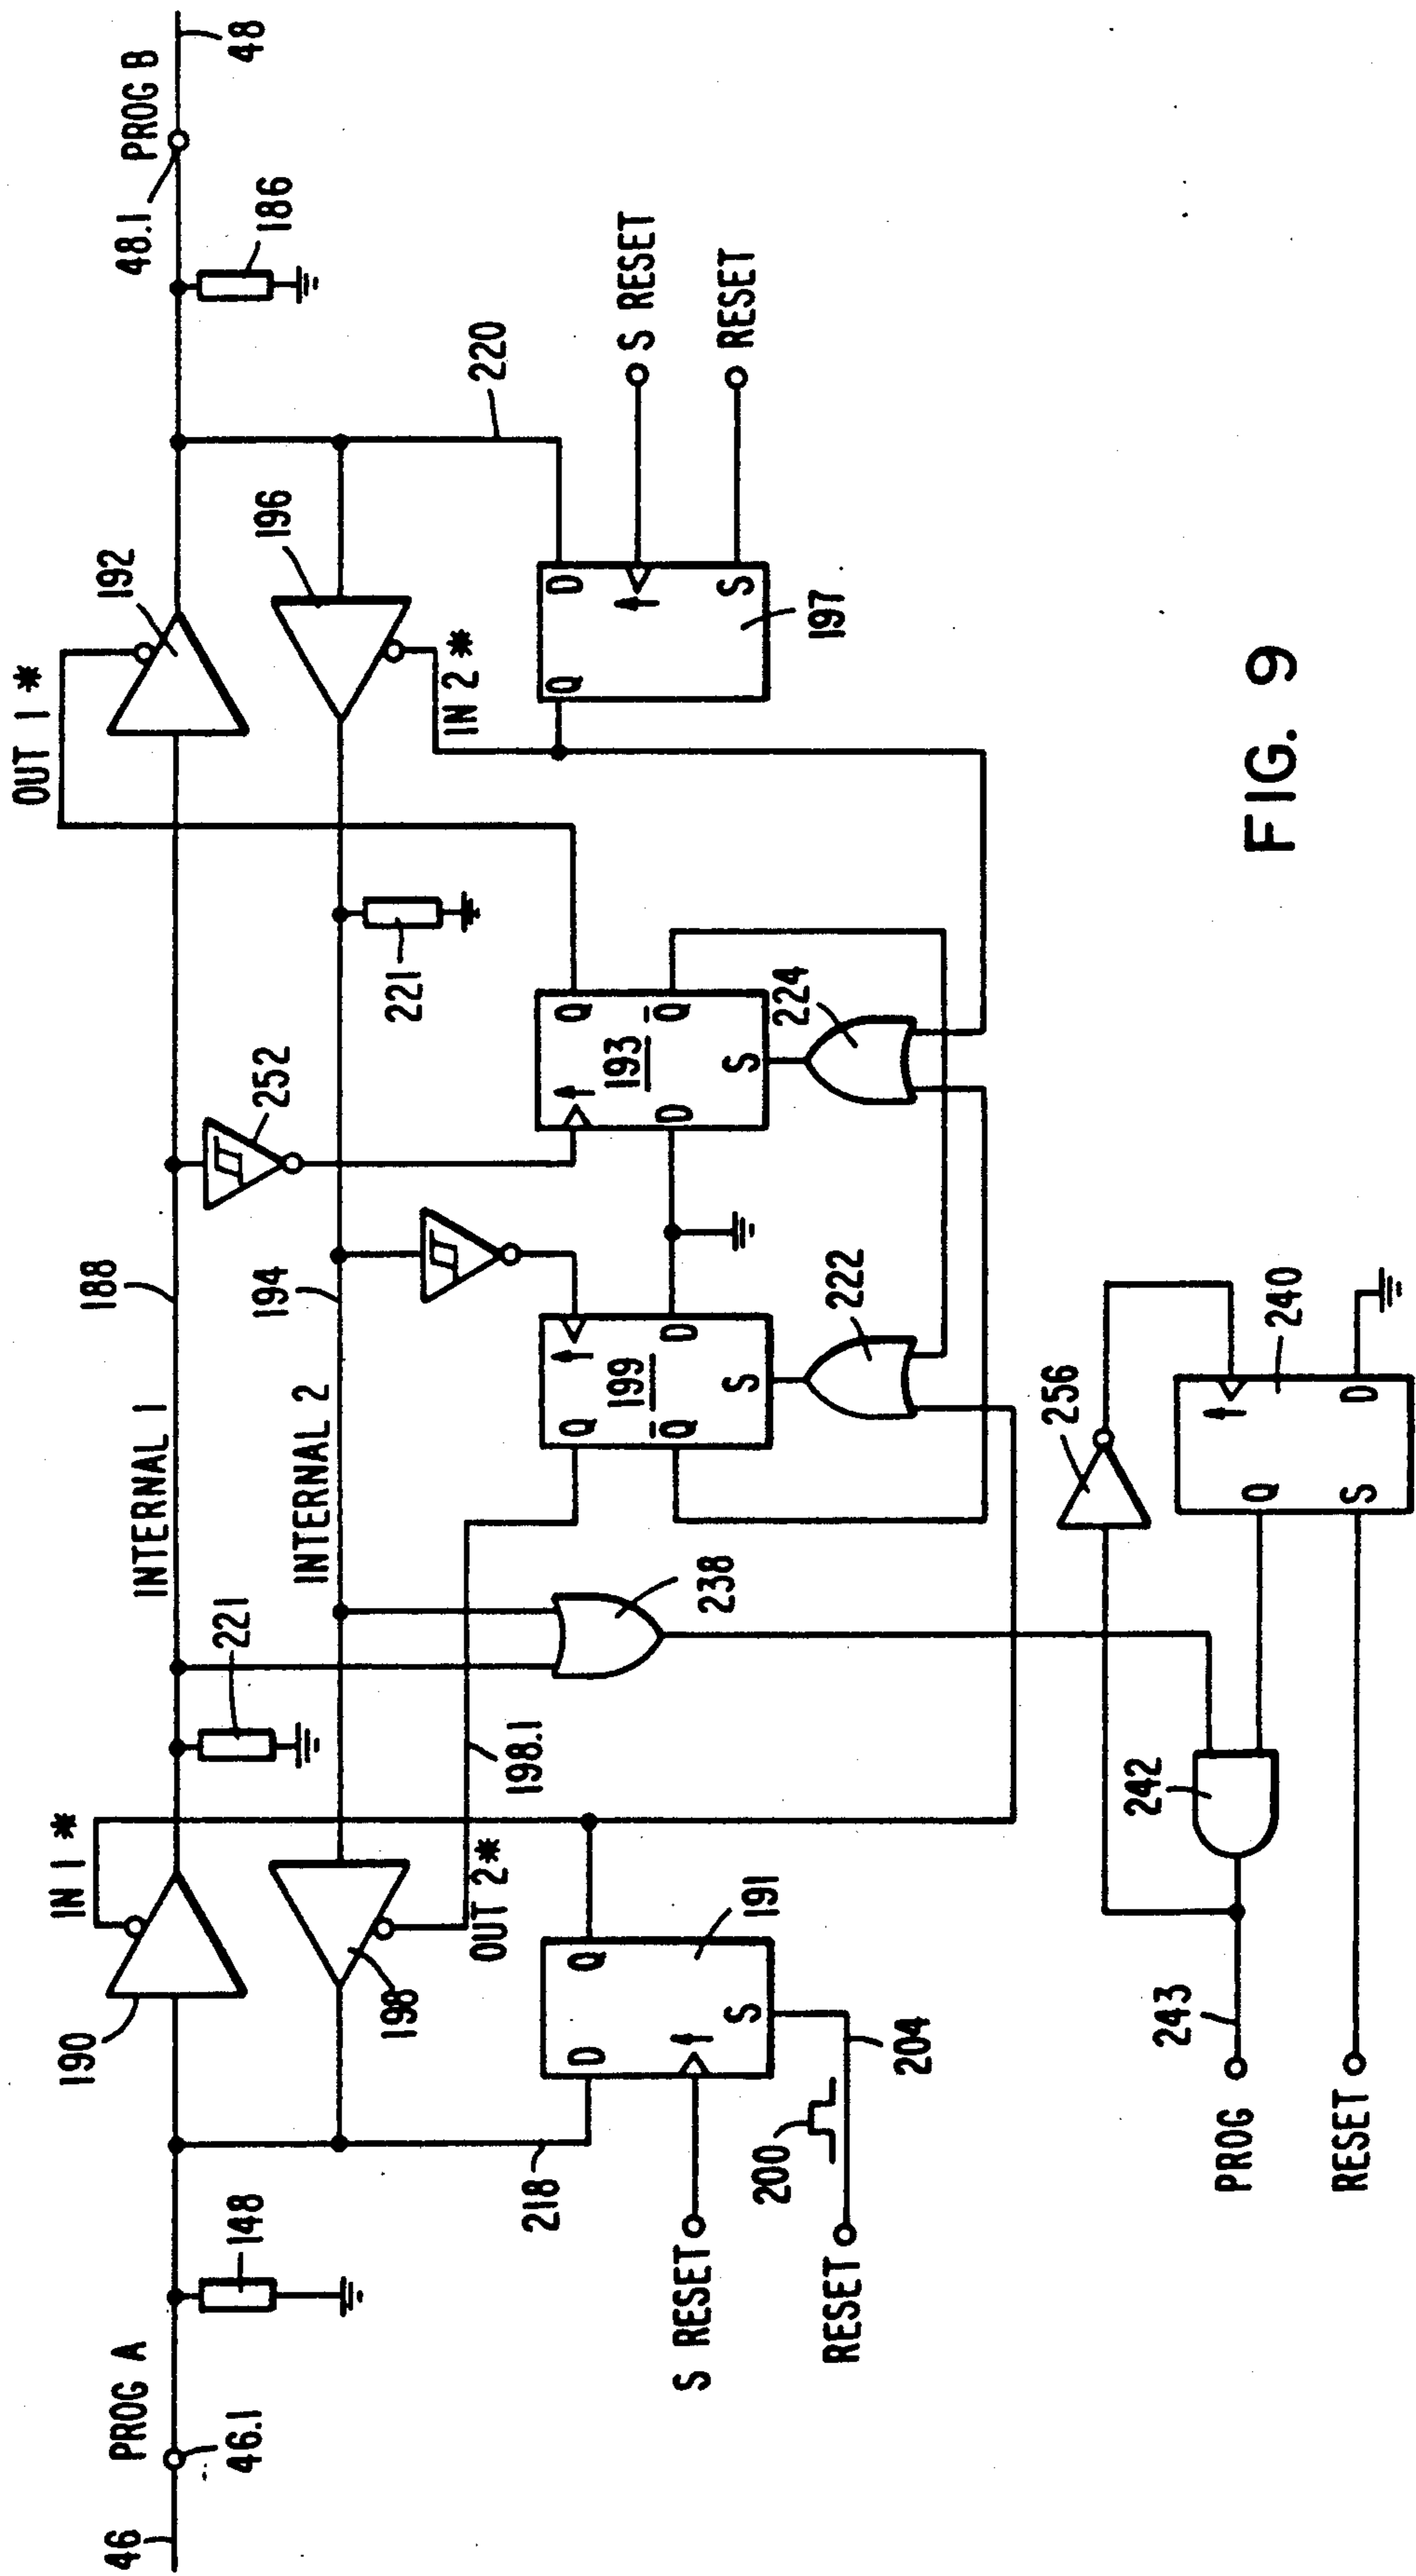 46
46.1
PROG A
148
218
190
IN 1 *
198
OUT 2*
198.1
221
INTERNAL 1
188
INTERNAL 2
194
238
252
221
OUT 1 *
192
196
IN 2 *
220
186
48.1
PROG B
48
D
Q
S
191
S RESET
RESET
200
204
Q
Q
199
D
S
222
Q
Q
193
D
S
224
Q
D
S
197
S RESET
RESET
256
240
Q
S
D
242
243
PROG
RESET
FIG. 9